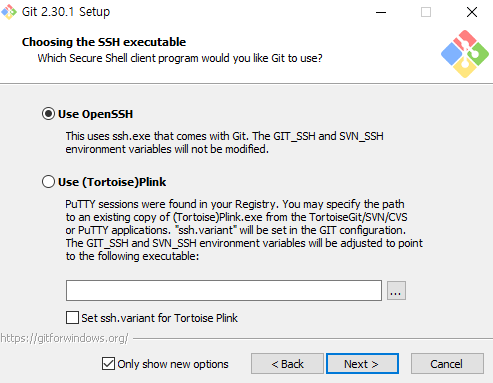 Git 2.30.1 Setup
Choosing the SSH executable
Which Secure Shell client program would you like Git to use?
Use OpenSSH
This uses ssh.exe that comes with Git. The GIT_SSH and SVN_SSH
environment variables will not be modified.
Use (Tortoise)Plink
PuTTY sessions were found in your Registry. You may specify the path
to an existing copy of (Tortoise)Plink.exe from the TortoiseGit/SVN/CVS
or PuTTY applications. "ssh.variant" will be set in the GIT configuration.
The GIT_SSH and SVN_SSH environment variables will be adjusted to point
to the following executable:
...
Set ssh.variant for Tortoise Plink
https://gitforwindows.org/
Only show new options
< Back
Next >
Cancel